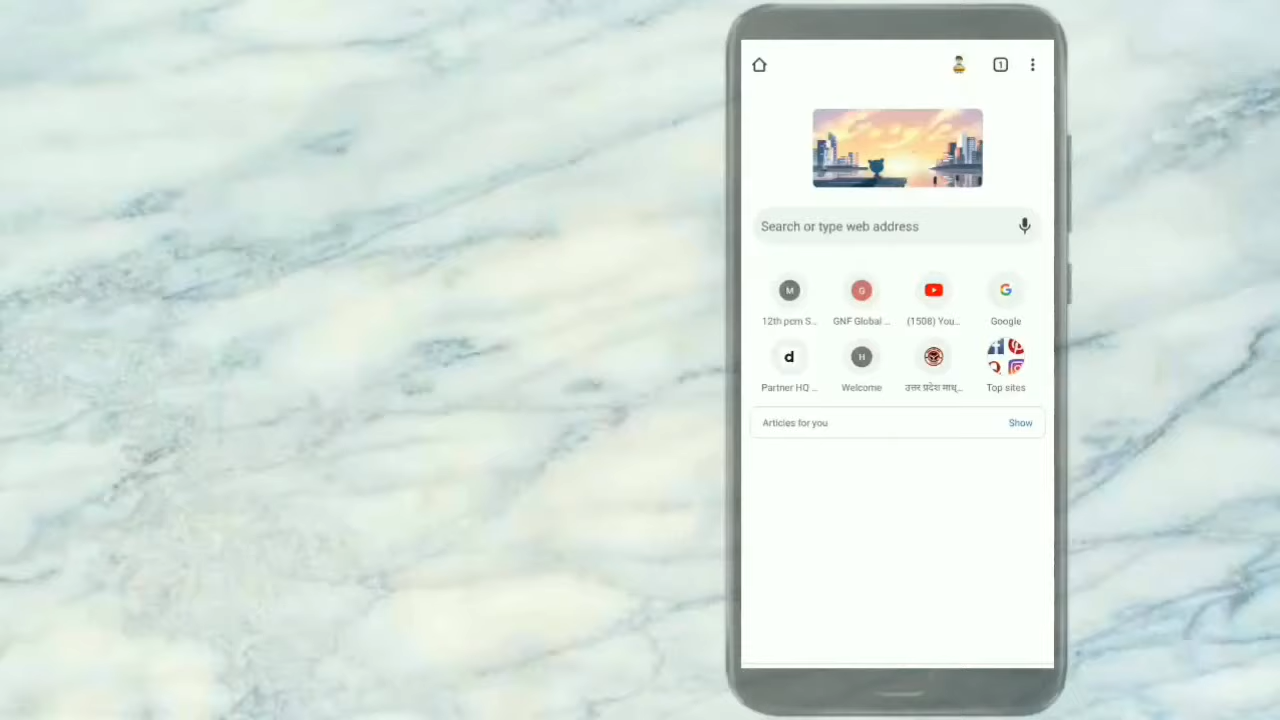 1
Search or type web address
M
G
G
12th pcm S...
GNF Global ...
(1508) You...
Google
d
H
Partner HQ ...
Welcome
उत्तर प्रदेश माध्...
Top sites
Articles for you
Show